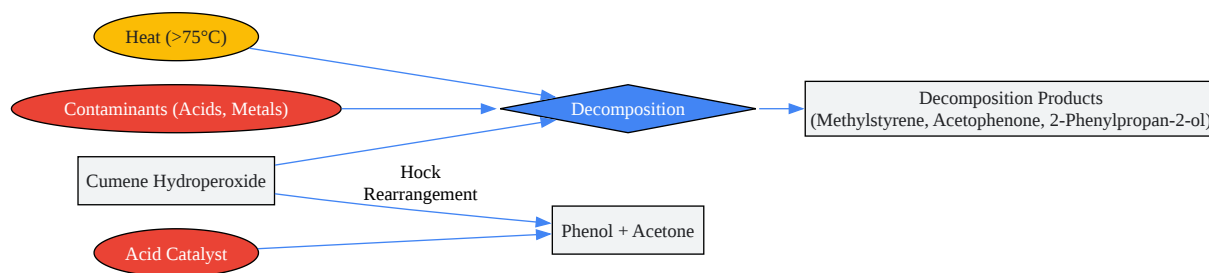 Heat (>75°C)
Contaminants (Acids, Metals)
Decomposition
Decomposition Products
(Methylstyrene, Acetophenone, 2-Phenylpropan-2-ol)
Cumene Hydroperoxide
Hock
Rearrangement
Phenol + Acetone
Acid Catalyst